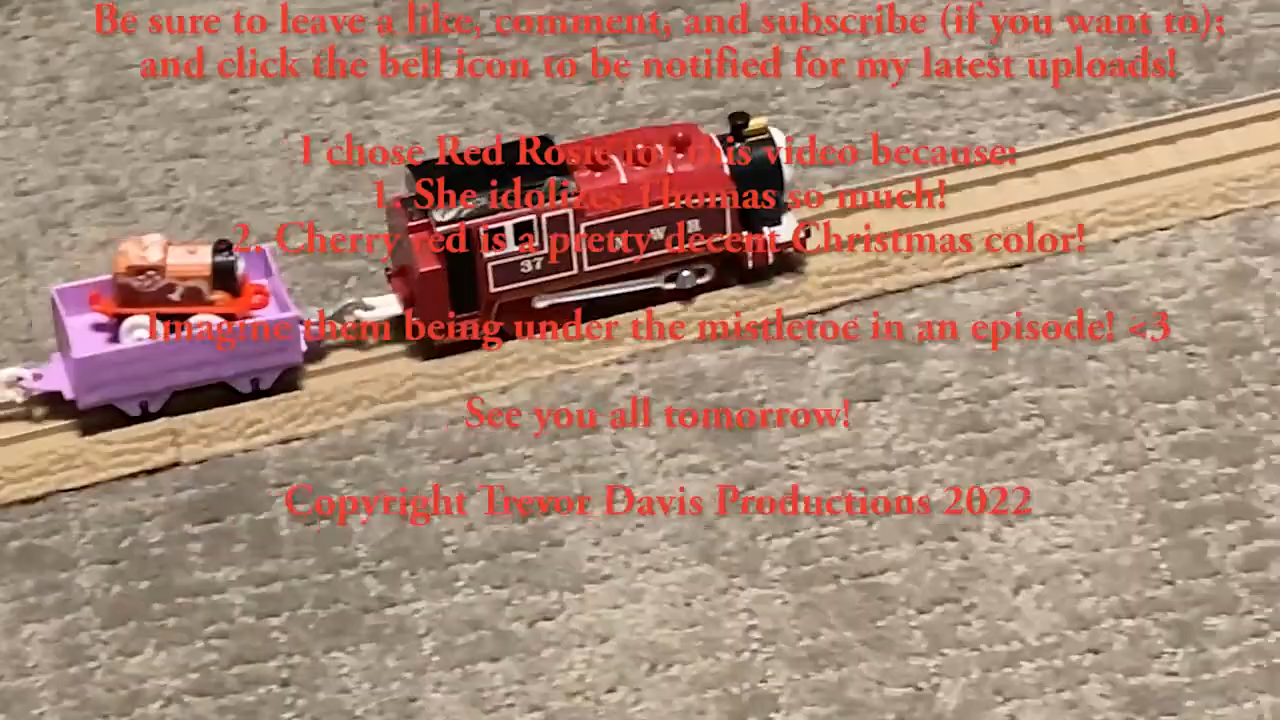 Be sure to leave a like, comment, and subscribe (if you want to);
and click the bell icon to be notified for my latest uploads!
I chose Red Rosie for this video because:
1. She idolizes Thomas so much!
2. Cherry red is a pretty decent Christmas color!
N W R
37
Imagine them being under the mistletoe in an episode! <3
See you all tomorrow!
Copyright Trevor Davis Productions 2022